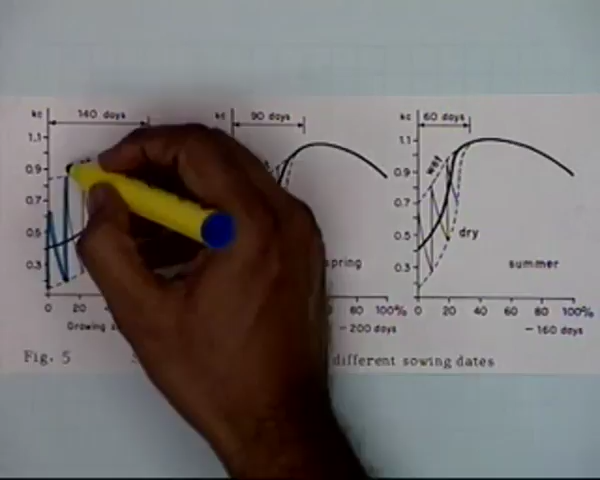 kc 140 days kc 90 days kc 60 days
1.1 1.1
0.9 0.9
0.7 wet 0.7
0.5 dry 0.5
0.3 spring 0.3 summer
0 20 60 80 100% 0 20 40 60 80 100%
Growing - 200 days - 160 days
Fig. 5 different sowing dates